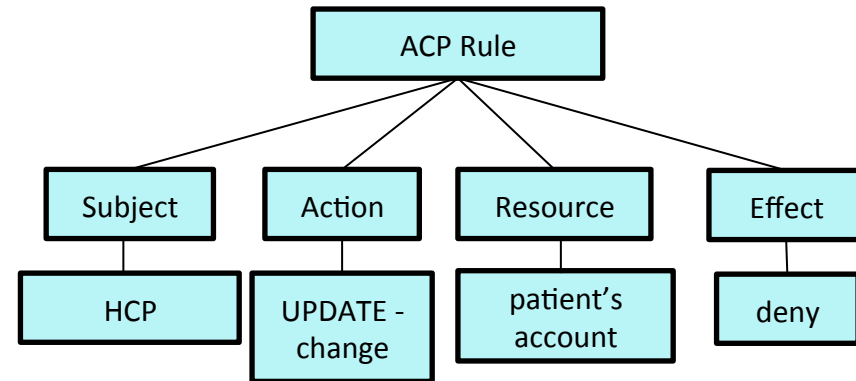 ACP Rule
Subject
Action
Resource
Effect
HCP
UPDATE -
change
patient’s
account
deny